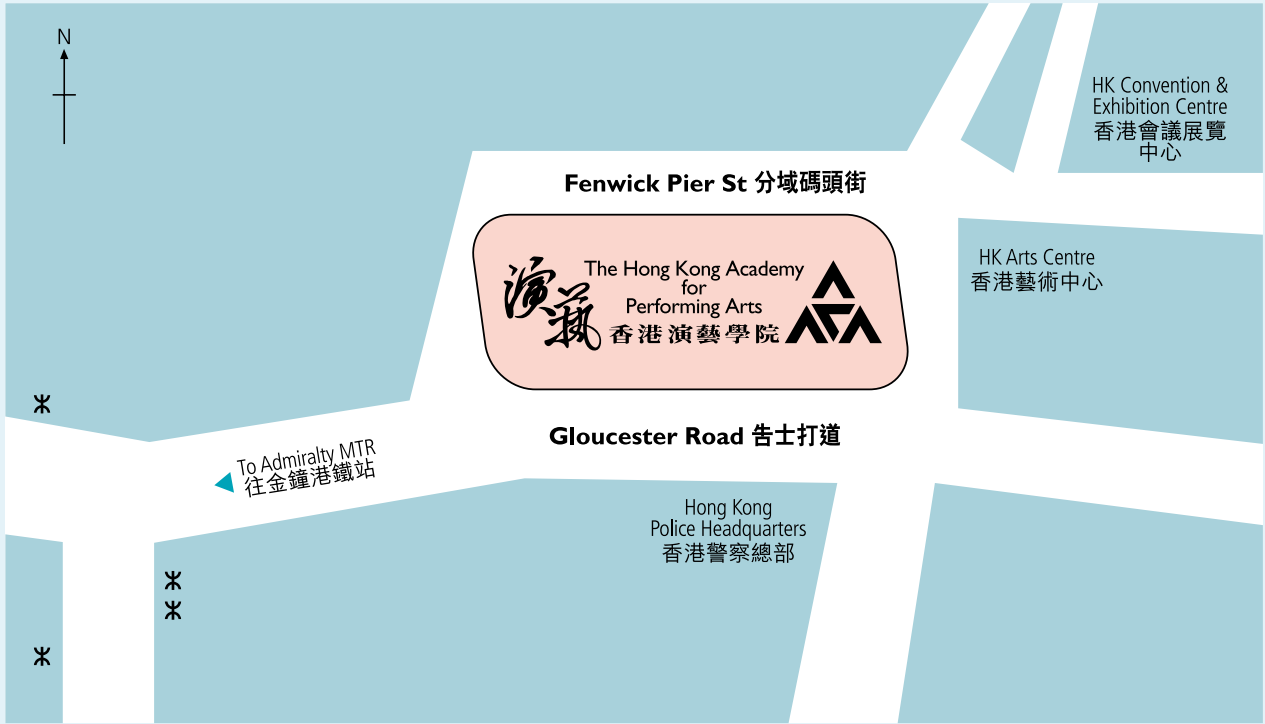 N
HK Convention &
Exhibition Centre
香港會議展覽
中心
Fenwick Pier St 分域碼頭街
HK Arts Centre
香港藝術中心
演藝
The Hong Kong Academy
for
Performing Arts
香港演藝學院
Gloucester Road 告士打道
To Admiralty MTR
往金鐘港鐵站
Hong Kong
Police Headquarters
香港警察總部